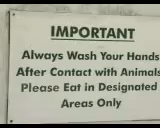 IMPORTANT
Always Wash Your Hands
After Contact with Animals
Please Eat in Designated
Areas Only